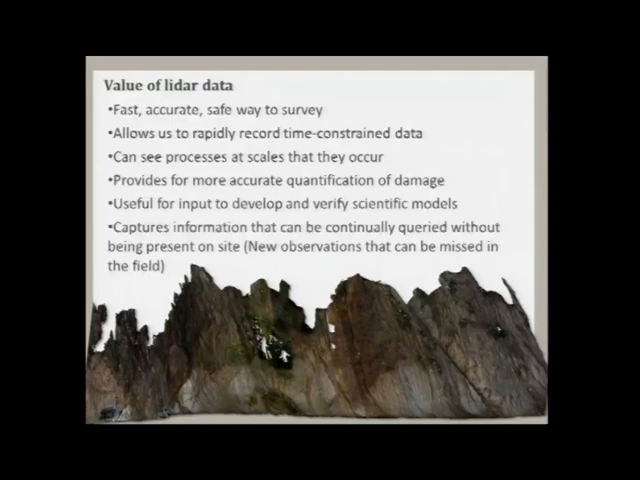 Value of lidar data
•Fast, accurate, safe way to survey
•Allows us to rapidly record time-constrained data
•Can see processes at scales that they occur
•Provides for more accurate quantification of damage
•Useful for input to develop and verify scientific models
•Captures information that can be continually queried without
being present on site (New observations that can be missed in
the field)